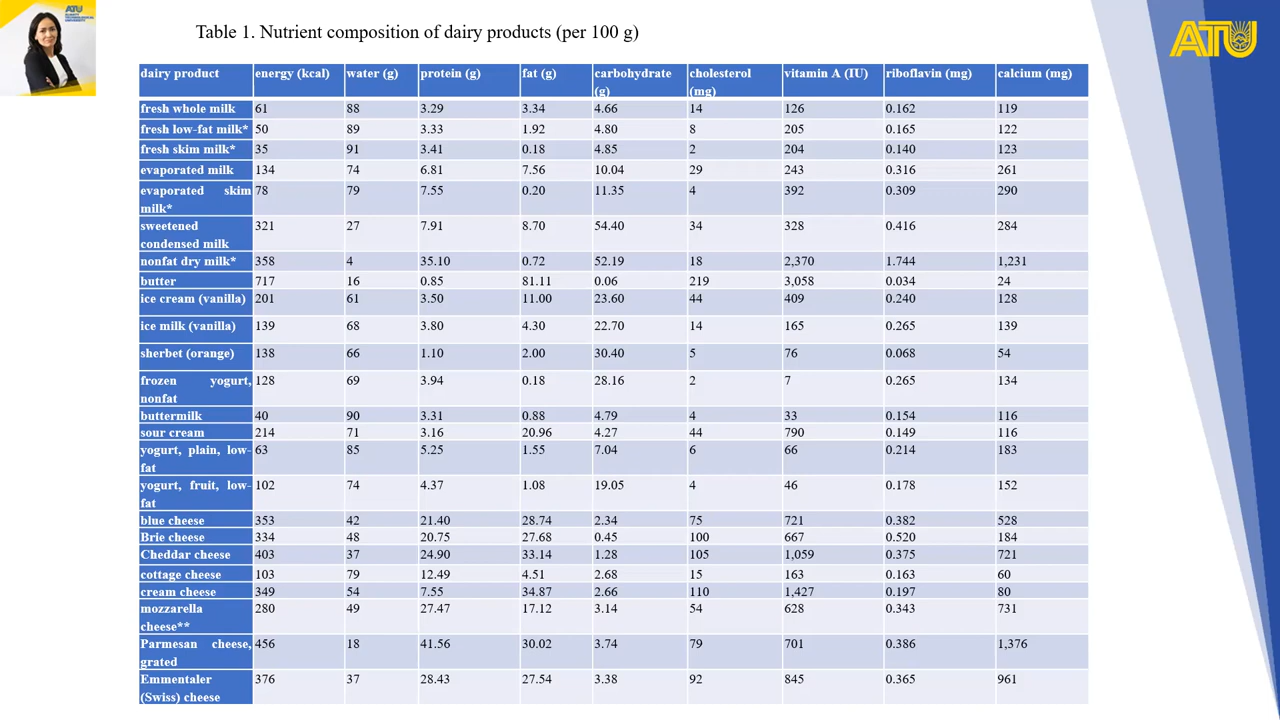 ATU
ALMATY
TECHNOLOGICAL
UNIVERSITY
Table 1. Nutrient composition of dairy products (per 100 g)
ATU
dairy product energy (kcal) water (g) protein (g) fat (g) carbohydrate (g) cholesterol (mg) vitamin A (IU) riboflavin (mg) calcium (mg)
fresh whole milk 61 88 3.29 3.34 4.66 14 126 0.162 119
fresh low-fat milk* 50 89 3.33 1.92 4.80 8 205 0.165 122
fresh skim milk* 35 91 3.41 0.18 4.85 2 204 0.140 123
evaporated milk 134 74 6.81 7.56 10.04 29 243 0.316 261
evaporated skim milk* 78 79 7.55 0.20 11.35 4 392 0.309 290
sweetened condensed milk 321 27 7.91 8.70 54.40 34 328 0.416 284
nonfat dry milk* 358 4 35.10 0.72 52.19 18 2,370 1.744 1,231
butter 717 16 0.85 81.11 0.06 219 3,058 0.034 24
ice cream (vanilla) 201 61 3.50 11.00 23.60 44 409 0.240 128
ice milk (vanilla) 139 68 3.80 4.30 22.70 14 165 0.265 139
sherbet (orange) 138 66 1.10 2.00 30.40 5 76 0.068 54
frozen yogurt, nonfat 128 69 3.94 0.18 28.16 2 7 0.265 134
buttermilk 40 90 3.31 0.88 4.79 4 33 0.154 116
sour cream 214 71 3.16 20.96 4.27 44 790 0.149 116
yogurt, plain, low-fat 63 85 5.25 1.55 7.04 6 66 0.214 183
yogurt, fruit, low-fat 102 74 4.37 1.08 19.05 4 46 0.178 152
blue cheese 353 42 21.40 28.74 2.34 75 721 0.382 528
Brie cheese 334 48 20.75 27.68 0.45 100 667 0.520 184
Cheddar cheese 403 37 24.90 33.14 1.28 105 1,059 0.375 721
cottage cheese 103 79 12.49 4.51 2.68 15 163 0.163 60
cream cheese 349 54 7.55 34.87 2.66 110 1,427 0.197 80
mozzarella cheese** 280 49 27.47 17.12 3.14 54 628 0.343 731
Parmesan cheese, grated 456 18 41.56 30.02 3.74 79 701 0.386 1,376
Emmentaler (Swiss) cheese 376 37 28.43 27.54 3.38 92 845 0.365 961